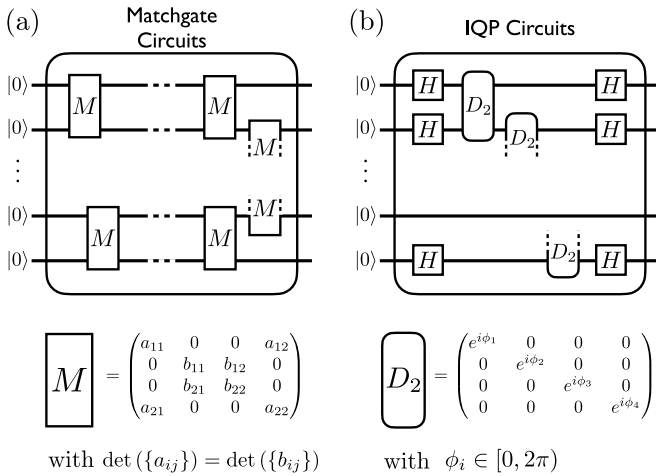 (a) Matchgate Circuits
|0⟩ M M
|0⟩ M
⋮
|0⟩ M
|0⟩ M M
M = ( a₁₁ 0 0 a₁₂
0 b₁₁ b₁₂ 0
0 b₂₁ b₂₂ 0
a₂₁ 0 0 a₂₂ )
with det ({aᵢⱼ}) = det ({bᵢⱼ})
(b) IQP Circuits
|0⟩ H D₂ H
|0⟩ H D₂ H
⋮
|0⟩
|0⟩ H D₂ H
D₂ = ( e^{iϕ₁} 0 0 0
0 e^{iϕ₂} 0 0
0 0 e^{iϕ₃} 0
0 0 0 e^{iϕ₄} )
with ϕᵢ ∈ [0, 2π)